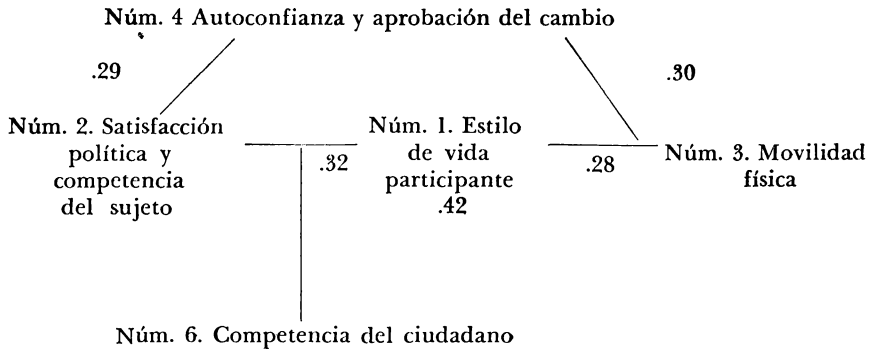 Núm. 4 Autoconfianza y aprobación del cambio
.29
.30
Núm. 2. Satisfacción
política y
competencia
del sujeto
.32
Núm. 1. Estilo
de vida
participante
.42
.28
Núm. 3. Movilidad
física
Núm. 6. Competencia del ciudadano